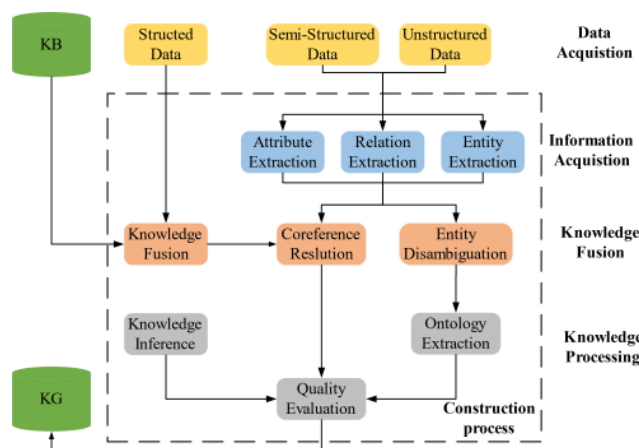 KB
Structed
Data
Semi-Structured
Data
Unstructured
Data
Data
Acquistion
Attribute
Extraction
Relation
Extraction
Entity
Extraction
Information
Acquistion
Knowledge
Fusion
Coreference
Reslution
Entity
Disambiguation
Knowledge
Fusion
Knowledge
Inference
Ontology
Extraction
Knowledge
Processing
KG
Quality
Evaluation
Construction
process